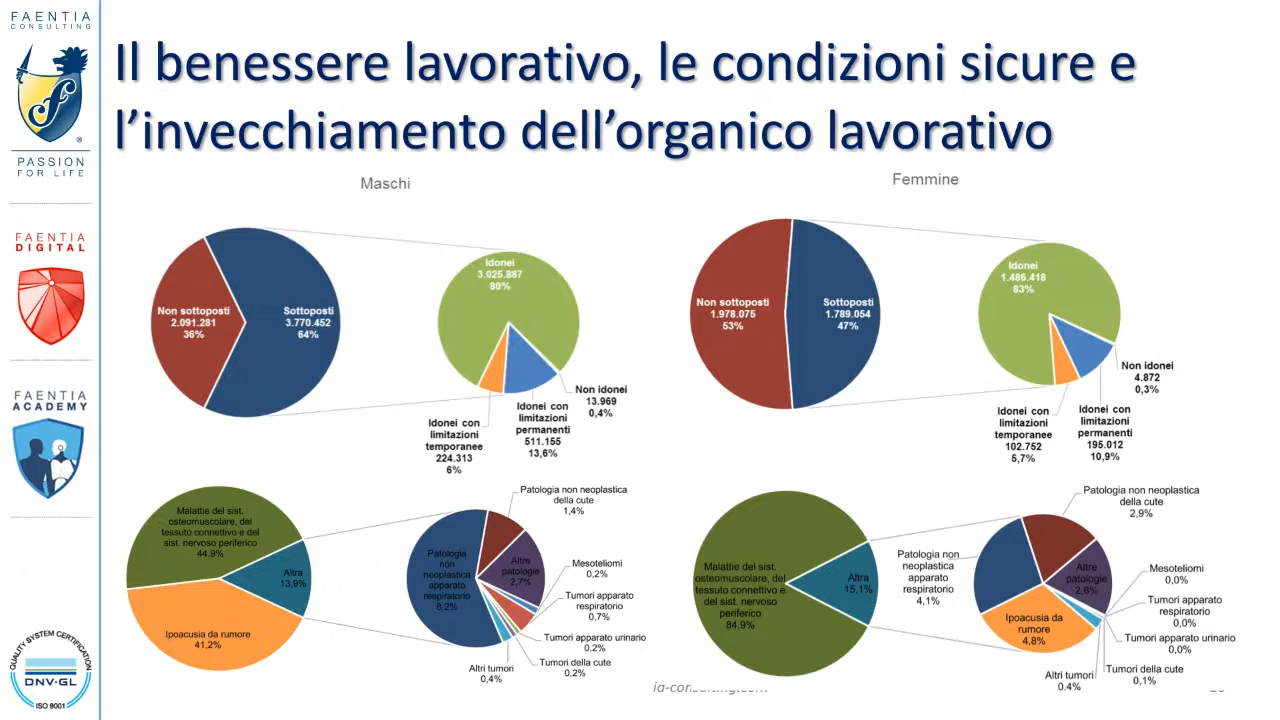 FAENTIA
CONSULTING
PASSION
FOR LIFE
FAENTIA
DIGITAL
FAENTIA
ACADEMY
QUALITY SYSTEM CERTIFICATION
DNV·GL
ISO 9001
Il benessere lavorativo, le condizioni sicure e
l’invecchiamento dell’organico lavorativo
Maschi
Non sottoposti
2.091.281
36%
Sottoposti
3.770.452
64%
Idonei
3.025.887
80%
Non idonei
13.969
0,4%
Idonei con
limitazioni
permanenti
511.155
13,6%
Idonei con
limitazioni
temporanee
224.313
6%
Femmine
Non sottoposti
1.978.075
53%
Sottoposti
1.789.054
47%
Idonei
1.486.418
83%
Non idonei
4.872
0,3%
Idonei con
limitazioni
permanenti
195.012
10,9%
Idonei con
limitazioni
temporanee
102.752
5,7%
Malattie del sist.
osteomuscolare, del
tessuto connettivo e del
sist. nervoso periferico
44.9%
Altra
13,9%
Ipoacusia da rumore
41,2%
Patologia
non
neoplastica
apparato
respiratorio
8,2%
Patologia non neoplastica
della cute
1,4%
Altre
patologie
2,7%
Mesoteliomi
0,2%
Tumori apparato
respiratorio
0,7%
Tumori apparato urinario
0,2%
Tumori della cute
0,2%
Altri tumori
0,4%
Malattie del sist.
osteomuscolare, del
tessuto connettivo e.
del sist. nervoso
periferico
84,9%
Altra
15,1%
Patologia non
neoplastica
apparato
respiratorio
4,1%
Patologia non neoplastica
della cute
2,9%
Altre
patologie
2,8%
Mesoteliomi
0,0%
Tumori apparato
respiratorio
0,0%
Tumori apparato urinario
0,0%
Tumori della cute
0,1%
Altri tumori
0.4%
Ipoacusia da
rumore
4,8%